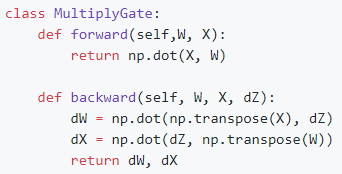 class MultiplyGate:
    def forward(self,W, X):
        return np.dot(X, W)

    def backward(self, W, X, dZ):
        dW = np.dot(np.transpose(X), dZ)
        dX = np.dot(dZ, np.transpose(W))
        return dW, dX